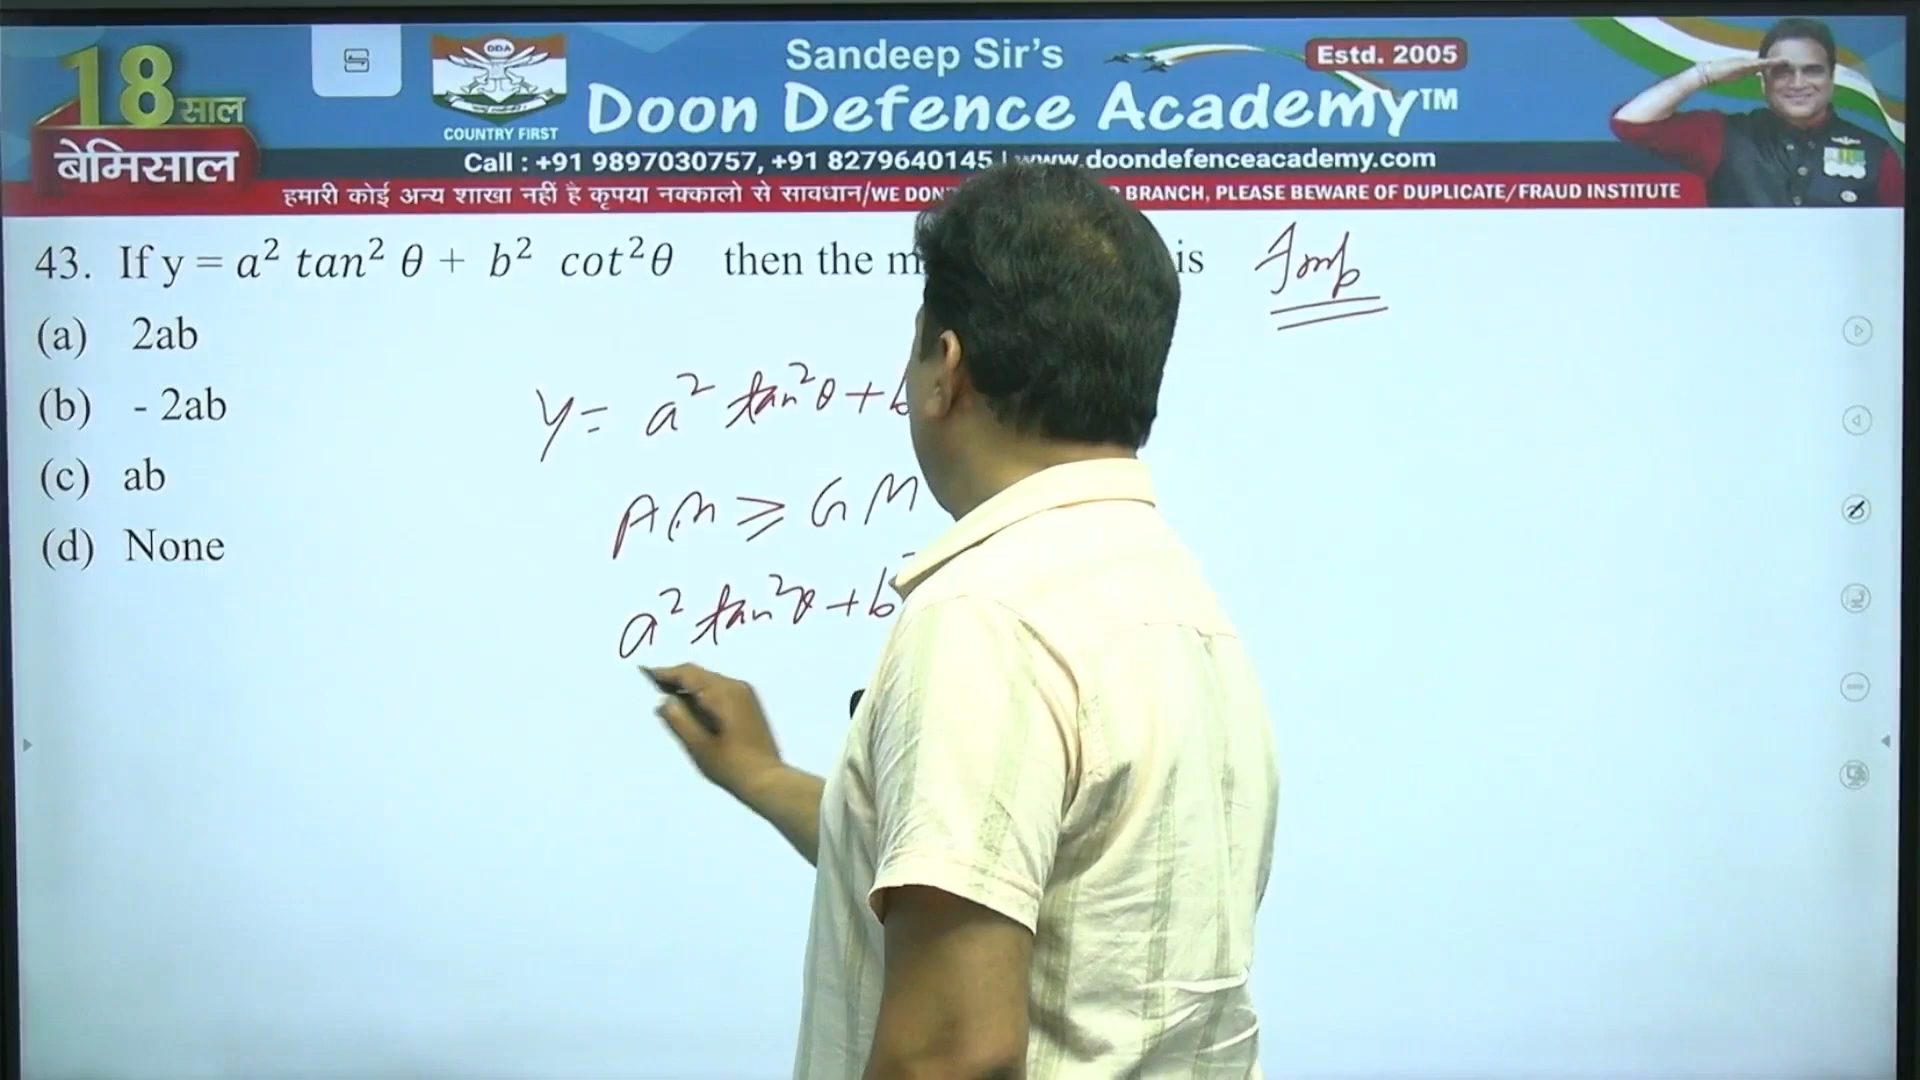 18 साल
बेमिसाल
DDA
COUNTRY FIRST
Sandeep Sir's
Estd. 2005
Doon Defence Academy™
Call : +91 9897030757, +91 8279640145 | www.doondefenceacademy.com
हमारी कोई अन्य शाखा नहीं है कृपया नक्कालो से सावधान/WE DON BRANCH, PLEASE BEWARE OF DUPLICATE/FRAUD INSTITUTE
43. If y = a² tan² θ + b² cot²θ then the is Imp
(a) 2ab
(b) - 2ab
(c) ab
(d) None
y = a² tan²θ + b
AM ≥ GM
a² tan²θ + b